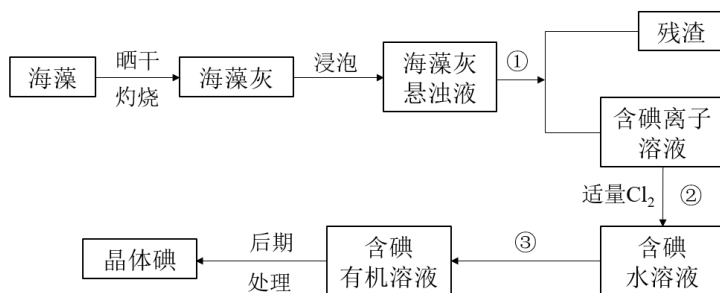 海藻
晒干
灼烧
海藻灰
浸泡
海藻灰
悬浊液
①
残渣
含碘离子
溶液
适量Cl₂
②
含碘
水溶液
③
含碘
有机溶液
后期
处理
晶体碘